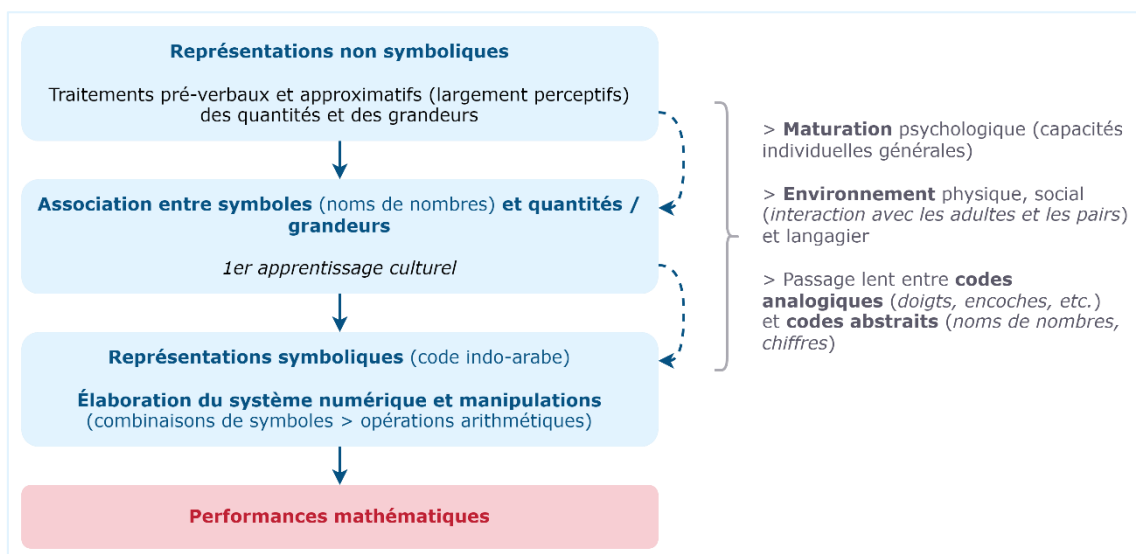 Représentations non symboliques
Traitements pré-verbaux et approximatifs (largement perceptifs)
des quantités et des grandeurs
Association entre symboles (noms de nombres) et quantités /
grandeurs
1er apprentissage culturel
Représentations symboliques (code indo-arabe)
Élaboration du système numérique et manipulations
(combinaisons de symboles > opérations arithmétiques)
Performances mathématiques
> Maturation psychologique (capacités
individuelles générales)
> Environnement physique, social
(interaction avec les adultes et les pairs)
et langagier
> Passage lent entre codes
analogiques (doigts, encoches, etc.)
et codes abstraits (noms de nombres,
chiffres)